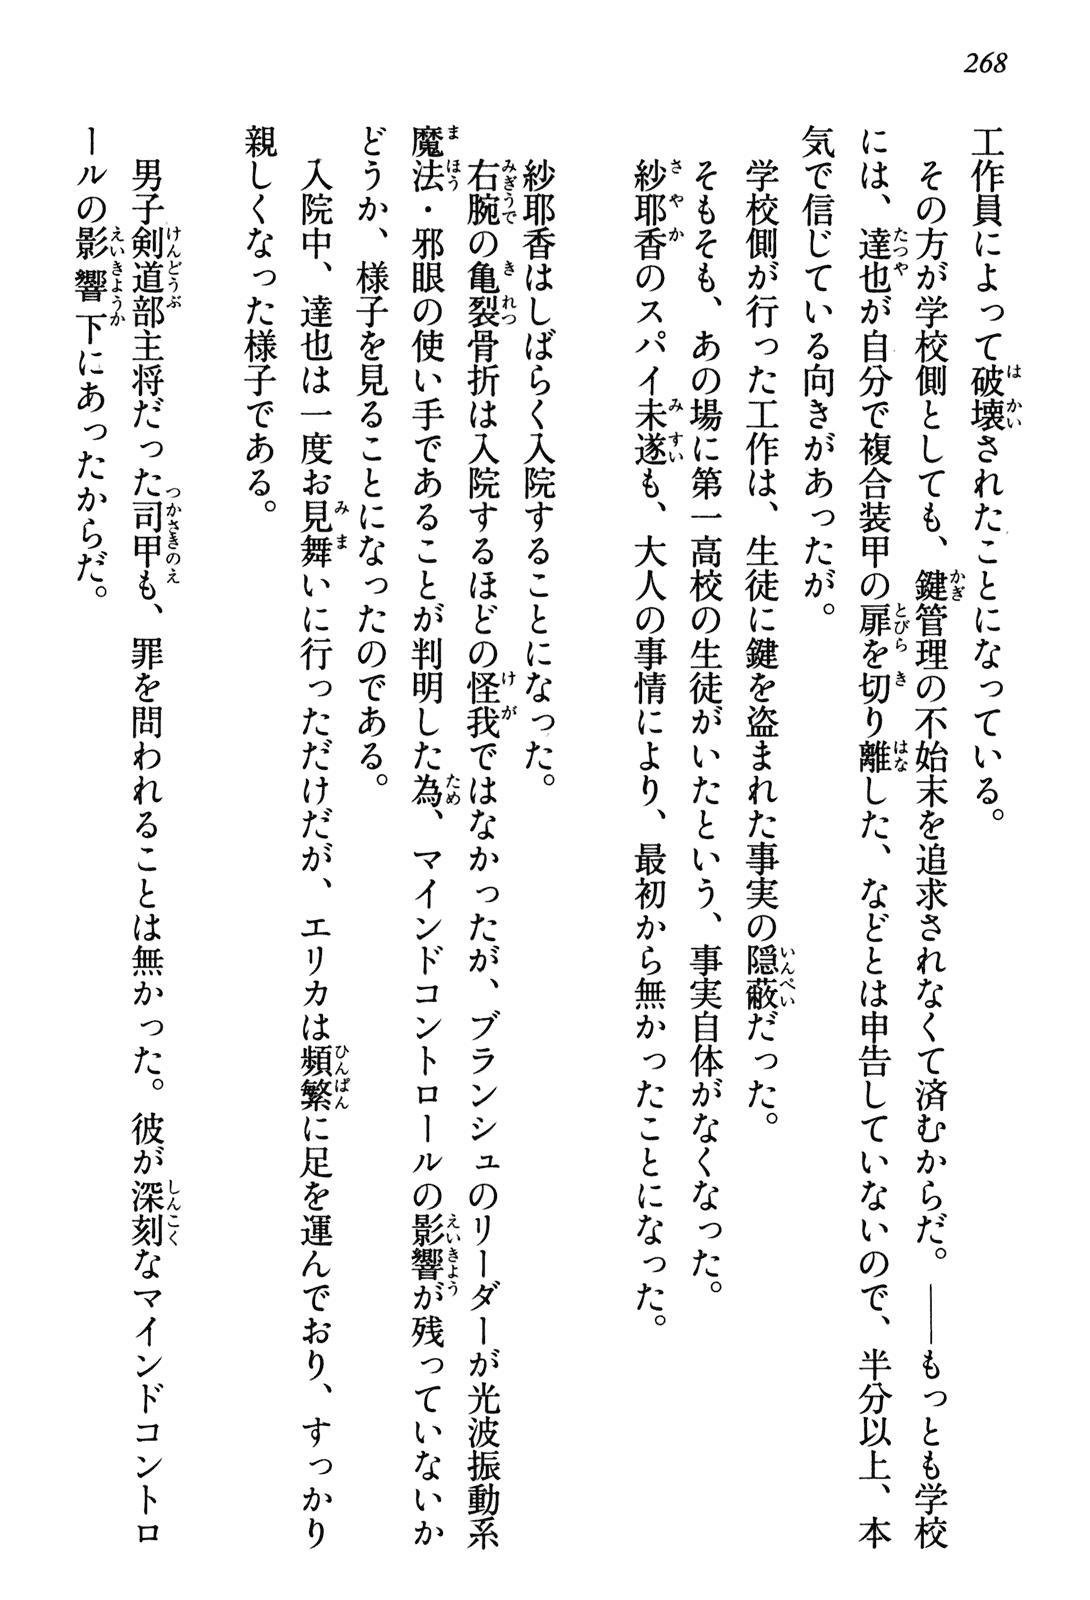 268
工作員によって破壊されたことになっている。
その方が学校側としても、鍵管理の不始末を追求されなくて済むからだ。――もっとも学校
には、達也が自分で複合装甲の扉を切り離した、などとは申告していないので、半分以上、本
気で信じている向きがあったが。
学校側が行った工作は、生徒に鍵を盗まれた事実の隠蔽だった。
そもそも、あの場に第一高校の生徒がいたという、事実自体がなくなった。
紗耶香のスパイ未遂も、大人の事情により、最初から無かったことになった。
紗耶香はしばらく入院することになった。
右腕の亀裂骨折は入院するほどの怪我ではなかったが、ブランシュのリーダーが光波振動系
魔法・邪眼の使い手であることが判明した為、マインドコントロールの影響が残っていないか
どうか、様子を見ることになったのである。
入院中、達也は一度お見舞いに行っただけだが、エリカは頻繁に足を運んでおり、すっかり
親しくなった様子である。
男子剣道部主将だった司甲も、罪を問われることは無かった。彼が深刻なマインドコントロ
ールの影響下にあったからだ。